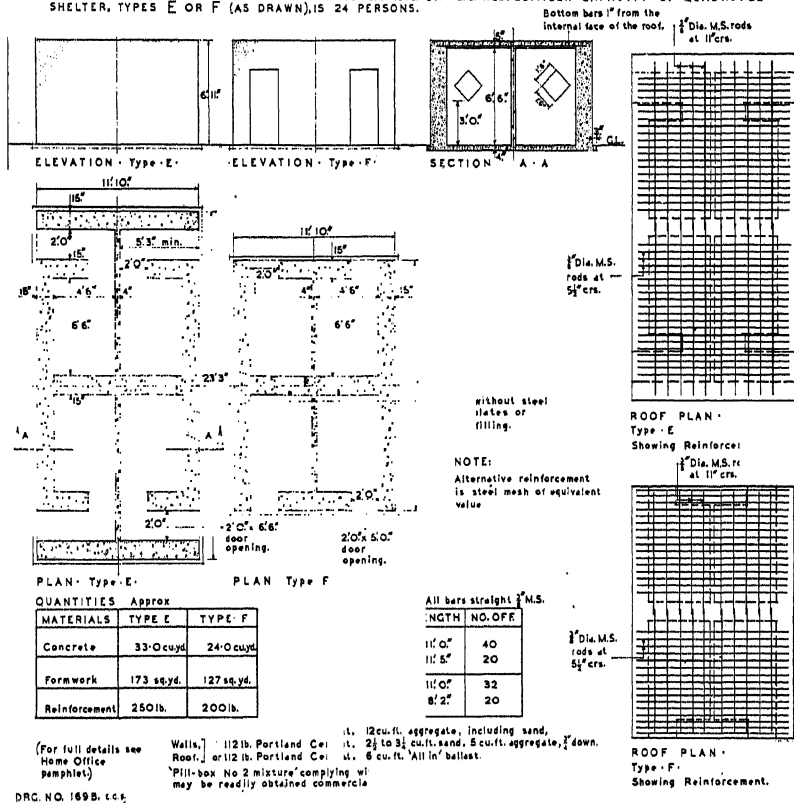 SHELTER, TYPES E OR F (AS DRAWN), IS 24 PERSONS.
Bottom bars 1" from the
internal face of the roof.
Dia. M.S. rods
at 11" crs.
6'.11"
6'.6"
3'.0"
G.L.
ELEVATION · Type · E ·
ELEVATION · Type · F ·
SECTION A · A
11'.10"
15"
2'.0"
5'.3" min.
15"
2'.0"
4'.6"
4"
6'.6"
23'.3"
15"
A
A
2'.0"
2'.0" x 6'.6"
door
opening.
PLAN · Type · E ·
11'.10"
15"
2'.0"
4"
4'.6"
15"
6'.6"
2'.0"
2'.0" x 5'.0"
door
opening.
PLAN Type F
Dia. M.S.
rods at
5½" crs.
ROOF PLAN ·
Type · E
Showing Reinforce
without steel
filling.
NOTE:
Alternative reinforcement
is steel mesh of equivalent
value
Dia. M.S.
at 11" crs.
Dia. M.S.
rods at
5½" crs.
ROOF PLAN ·
Type · F ·
Showing Reinforcement.
QUANTITIES Approx
MATERIALS TYPE E TYPE F
Concrete 33·0 cu.yd. 24·0 cu.yd.
Formwork 173 sq.yd. 127 sq.yd.
Reinforcement 250 lb. 200 lb.
All bars straight M.S.
NGTH NO. OFF
11'.0" 40
11'.5" 20
11'.0" 32
8'.2" 20
(For full details see
Home Office
pamphlet.)
Walls, 112 lb. Portland Ce 12 cu.ft. aggregate, including sand,
Roof. or 112 lb. Portland Ce 2½ to 3¼ cu.ft. sand, 5 cu.ft. aggregate, ¾" down.
6 cu.ft. 'All in' ballast.
'Pill-box No 2 mixture' complying wi
may be readily obtained commercia
DRG. NO. 169B.